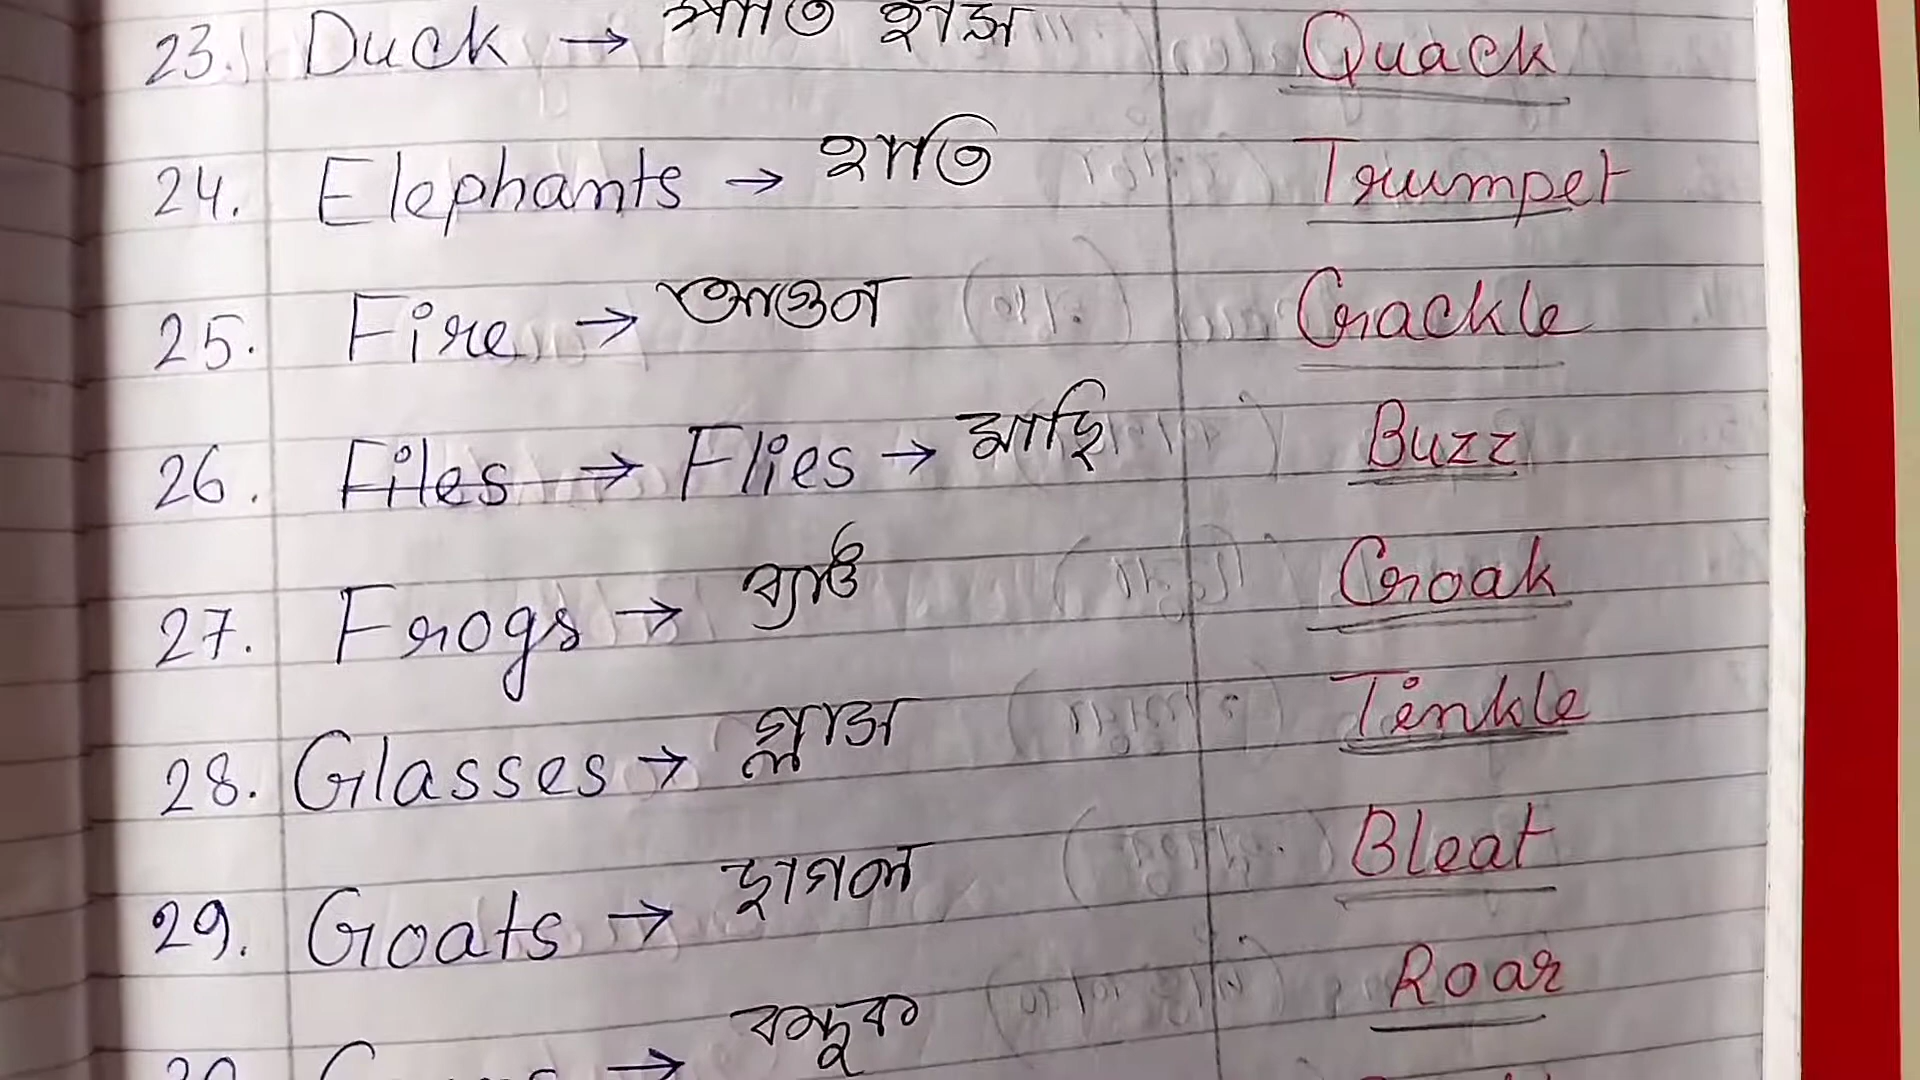 23. Duck → পাতি হাঁস Quack
24. Elephants → হাতি Trumpet
25. Fire → আগুন Crackle
26. Files → Flies → মাছি Buzz
27. Frogs → ব্যাঙ Croak
28. Glasses → গ্লাস Tinkle
29. Goats → ছাগল Bleat
→ বন্দুক Roar